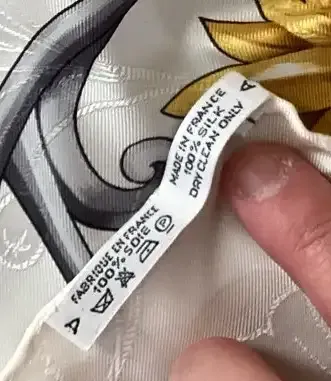 A
MADE IN FRANCE
100% SILK
DRY CLEAN ONLY
FABRIQUE EN FRANCE
100% SOIE
P
A